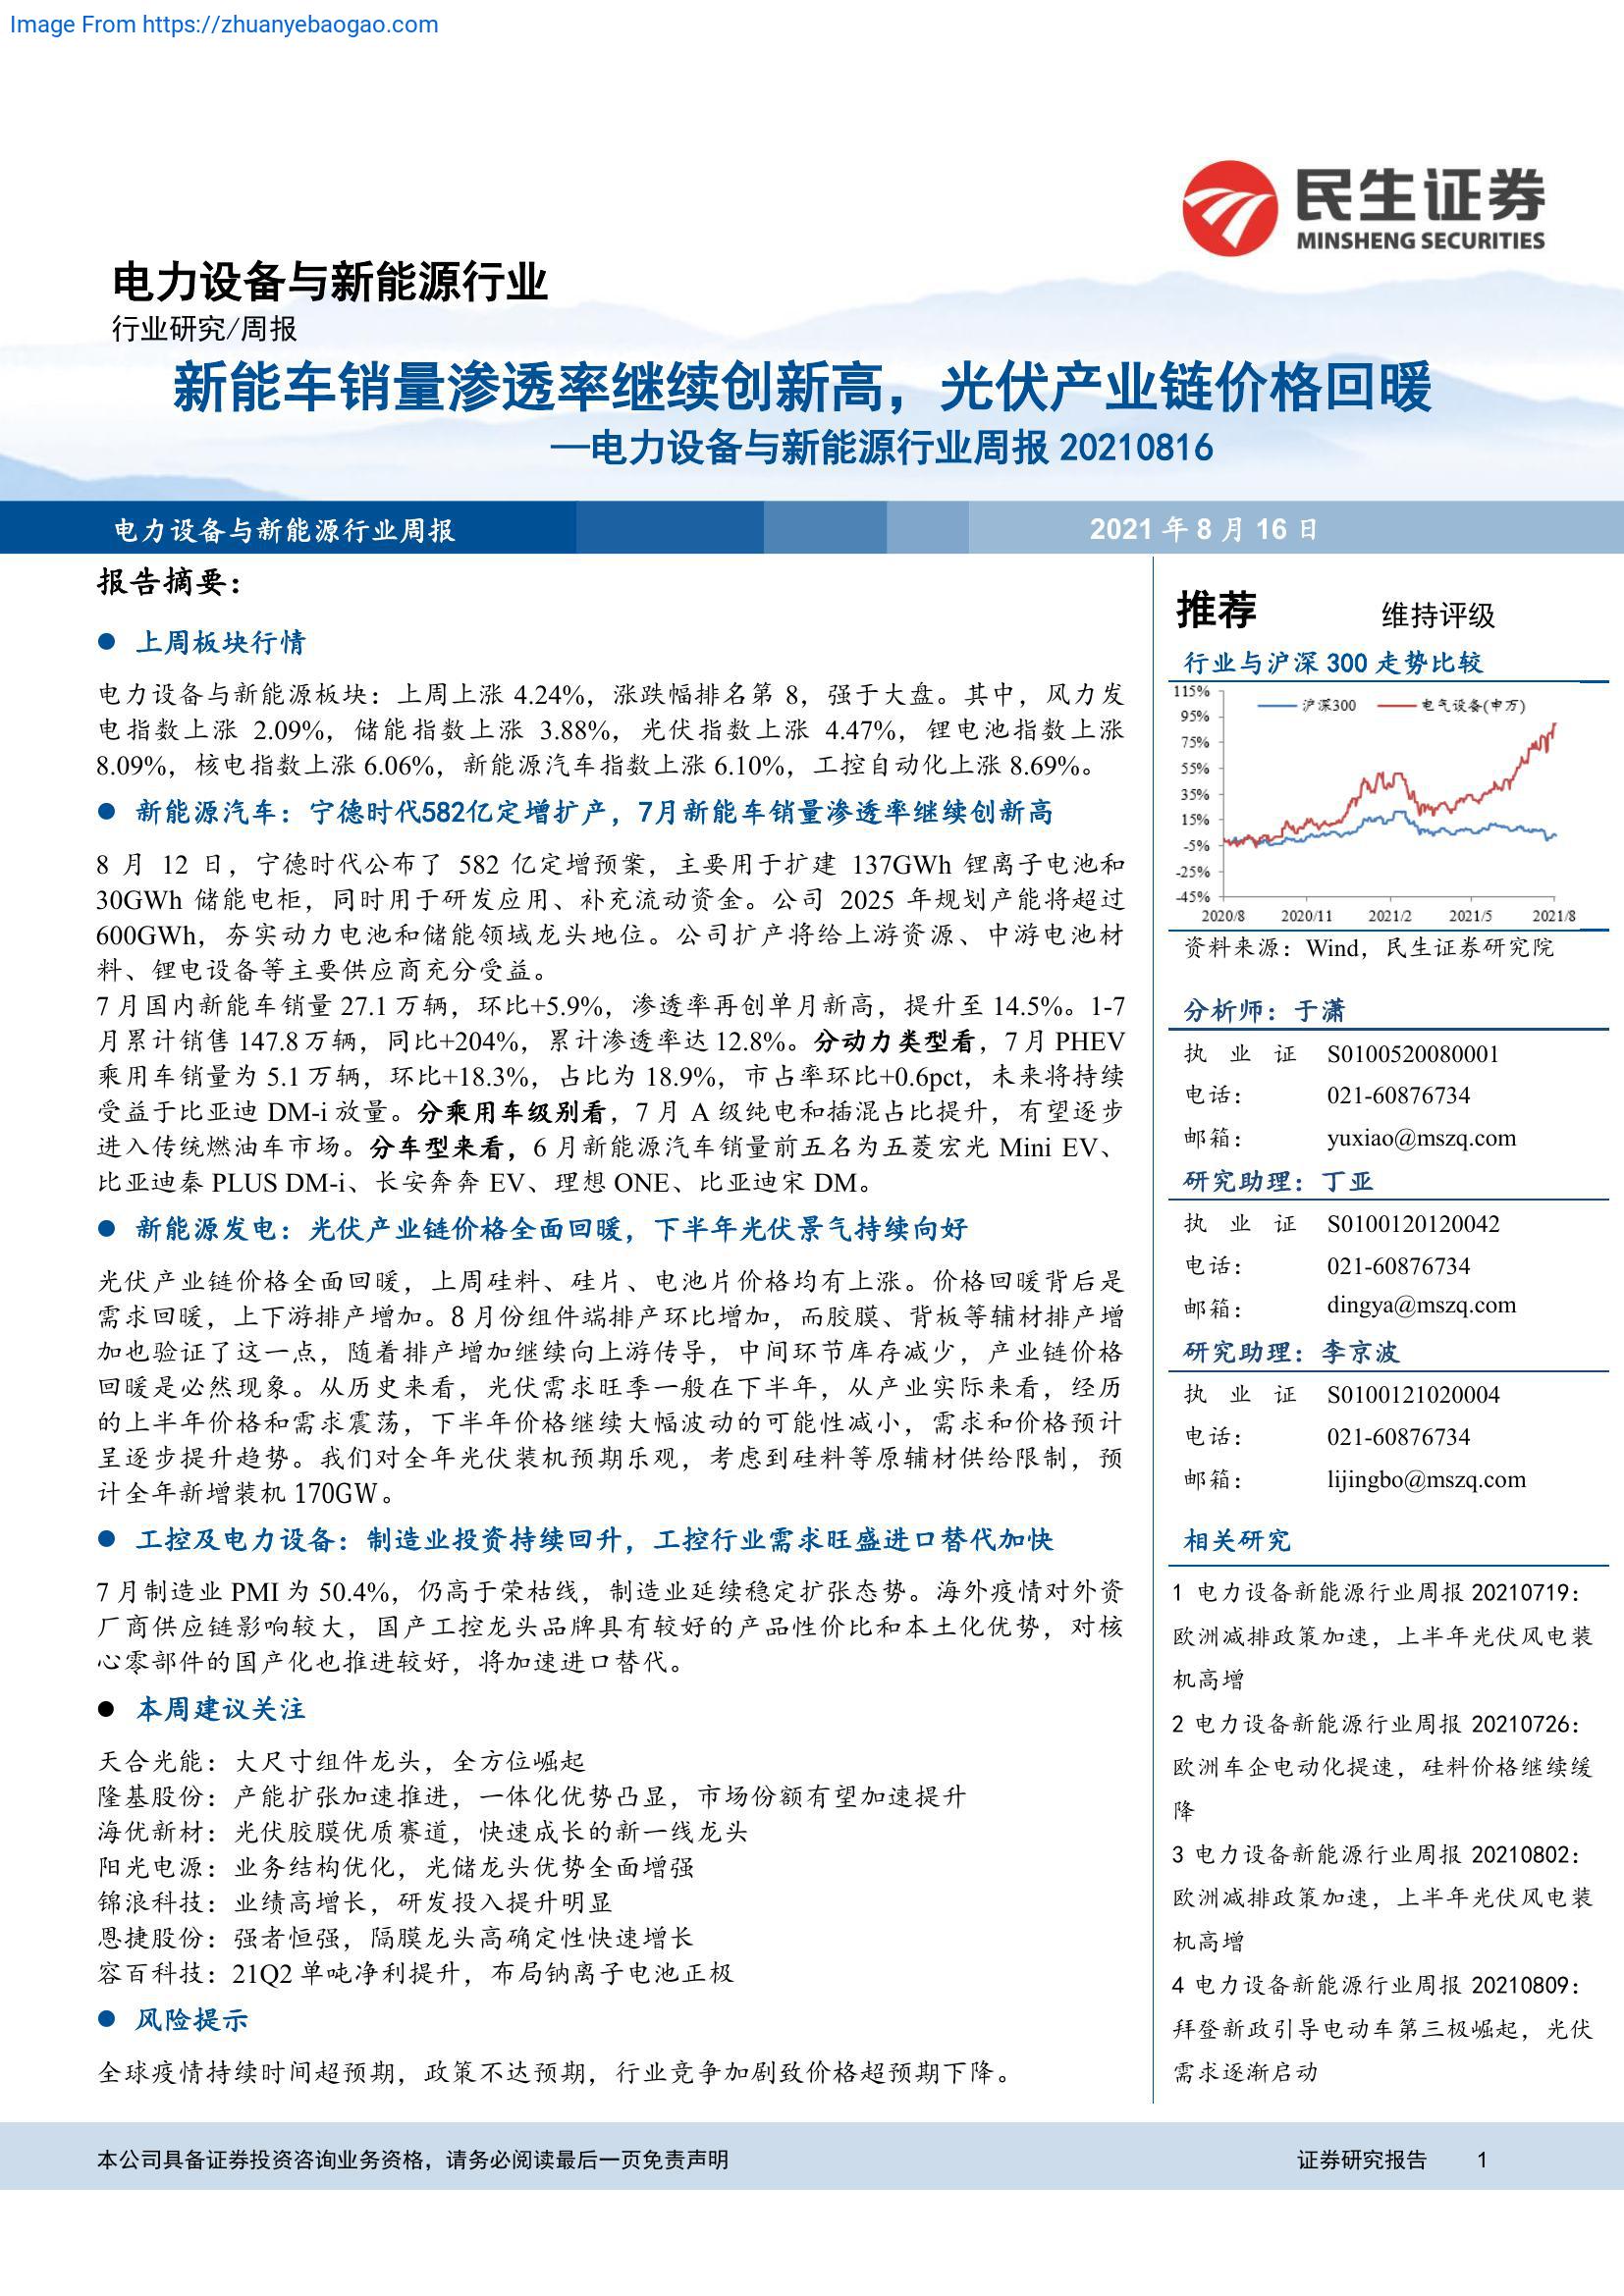 Image From https://zhuanyebaogao.com
民生证券
MINSHENG SECURITIES
电力设备与新能源行业
行业研究/周报
新能车销量渗透率继续创新高，光伏产业链价格回暖
—电力设备与新能源行业周报 20210816
电力设备与新能源行业周报
2021 年 8 月 16 日
报告摘要：
● 上周板块行情
电力设备与新能源板块：上周上涨 4.24%，涨跌幅排名第 8，强于大盘。其中，风力发
电指数上涨 2.09%，储能指数上涨 3.88%，光伏指数上涨 4.47%，锂电池指数上涨
8.09%，核电指数上涨 6.06%，新能源汽车指数上涨 6.10%，工控自动化上涨 8.69%。
● 新能源汽车：宁德时代582亿定增扩产，7月新能车销量渗透率继续创新高
8 月 12 日，宁德时代公布了 582 亿定增预案，主要用于扩建 137GWh 锂离子电池和
30GWh 储能电柜，同时用于研发应用、补充流动资金。公司 2025 年规划产能将超过
600GWh，夯实动力电池和储能领域龙头地位。公司扩产将给上游资源、中游电池材
料、锂电设备等主要供应商充分受益。
7 月国内新能车销量 27.1 万辆，环比+5.9%，渗透率再创单月新高，提升至 14.5%。1-7
月累计销售 147.8 万辆，同比+204%，累计渗透率达 12.8%。分动力类型看，7 月 PHEV
乘用车销量为 5.1 万辆，环比+18.3%，占比为 18.9%，市占率环比+0.6pct，未来将持续
受益于比亚迪 DM-i 放量。分乘用车级别看，7 月 A 级纯电和插混占比提升，有望逐步
进入传统燃油车市场。分车型来看，6 月新能源汽车销量前五名为五菱宏光 Mini EV、
比亚迪秦 PLUS DM-i、长安奔奔 EV、理想 ONE、比亚迪宋 DM。
● 新能源发电：光伏产业链价格全面回暖，下半年光伏景气持续向好
光伏产业链价格全面回暖，上周硅料、硅片、电池片价格均有上涨。价格回暖背后是
需求回暖，上下游排产增加。8 月份组件端排产环比增加，而胶膜、背板等辅材排产增
加也验证了这一点，随着排产增加继续向上游传导，中间环节库存减少，产业链价格
回暖是必然现象。从历史来看，光伏需求旺季一般在下半年，从产业实际来看，经历
的上半年价格和需求震荡，下半年价格继续大幅波动的可能性减小，需求和价格预计
呈逐步提升趋势。我们对全年光伏装机预期乐观，考虑到硅料等原辅材供给限制，预
计全年新增装机 170GW。
● 工控及电力设备：制造业投资持续回升，工控行业需求旺盛进口替代加快
7 月制造业 PMI 为 50.4%，仍高于荣枯线，制造业延续稳定扩张态势。海外疫情对外资
厂商供应链影响较大，国产工控龙头品牌具有较好的产品性价比和本土化优势，对核
心零部件的国产化也推进较好，将加速进口替代。
● 本周建议关注
天合光能：大尺寸组件龙头，全方位崛起
隆基股份：产能扩张加速推进，一体化优势凸显，市场份额有望加速提升
海优新材：光伏胶膜优质赛道，快速成长的新一线龙头
阳光电源：业务结构优化，光储龙头优势全面增强
锦浪科技：业绩高增长，研发投入提升明显
恩捷股份：强者恒强，隔膜龙头高确定性快速增长
容百科技：21Q2 单吨净利提升，布局钠离子电池正极
● 风险提示
全球疫情持续时间超预期，政策不达预期，行业竞争加剧致价格超预期下降。
推荐 维持评级
行业与沪深 300 走势比较
沪深300 电气设备(申万)
115%
95%
75%
55%
35%
15%
-5%
-25%
-45%
2020/8 2020/11 2021/2 2021/5 2021/8
资料来源：Wind，民生证券研究院
分析师：于潇
执 业 证 S0100520080001
电话： 021-60876734
邮箱： yuxiao@mszq.com
研究助理：丁亚
执 业 证 S0100120120042
电话： 021-60876734
邮箱： dingya@mszq.com
研究助理：李京波
执 业 证 S0100121020004
电话： 021-60876734
邮箱： lijingbo@mszq.com
相关研究
1 电力设备新能源行业周报 20210719：
欧洲减排政策加速，上半年光伏风电装
机高增
2 电力设备新能源行业周报 20210726：
欧洲车企电动化提速，硅料价格继续缓
降
3 电力设备新能源行业周报 20210802：
欧洲减排政策加速，上半年光伏风电装
机高增
4 电力设备新能源行业周报 20210809：
拜登新政引导电动车第三极崛起，光伏
需求逐渐启动
本公司具备证券投资咨询业务资格，请务必阅读最后一页免责声明
证券研究报告 1